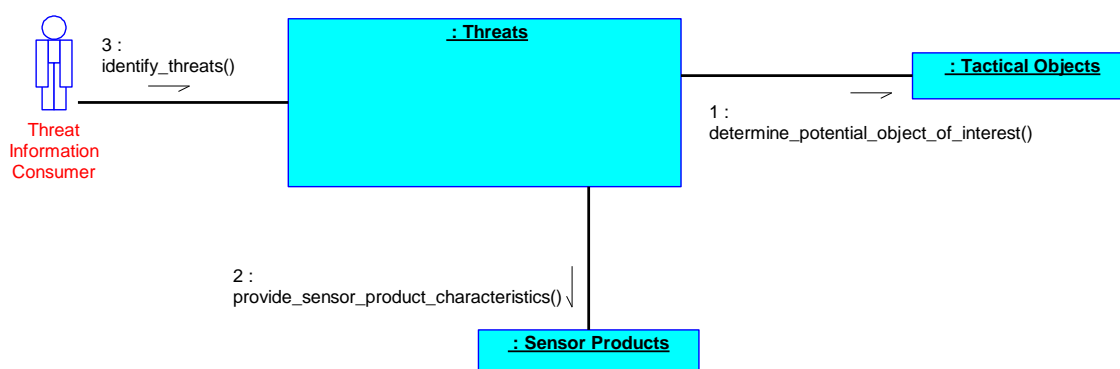 : Threats
3 :
identify_threats()
: Tactical Objects
Threat
Information
Consumer
1 :
determine_potential_object_of_interest()
2 :
provide_sensor_product_characteristics()
: Sensor Products